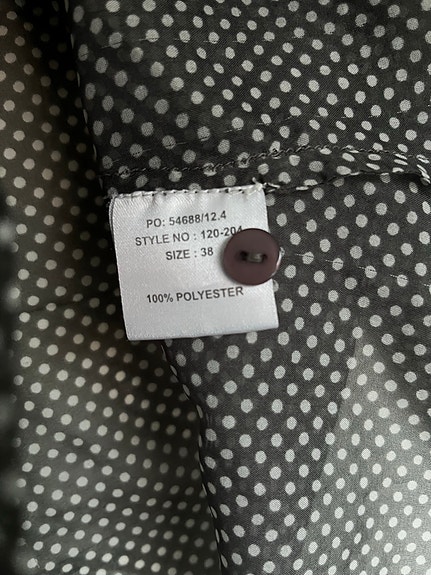 PO: 54688/12.4
STYLE NO : 120-204
SIZE : 38
100% POLYESTER